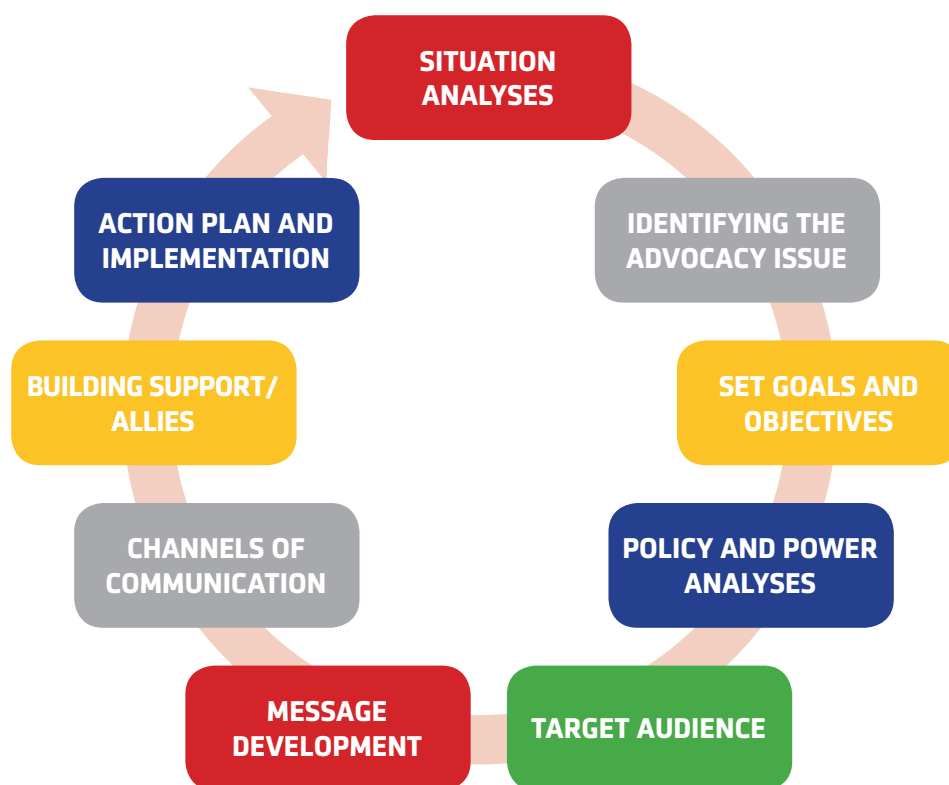 SITUATION
ANALYSES
IDENTIFYING THE
ADVOCACY ISSUE
SET GOALS AND
OBJECTIVES
POLICY AND POWER
ANALYSES
TARGET AUDIENCE
MESSAGE
DEVELOPMENT
CHANNELS OF
COMMUNICATION
BUILDING SUPPORT/
ALLIES
ACTION PLAN AND
IMPLEMENTATION